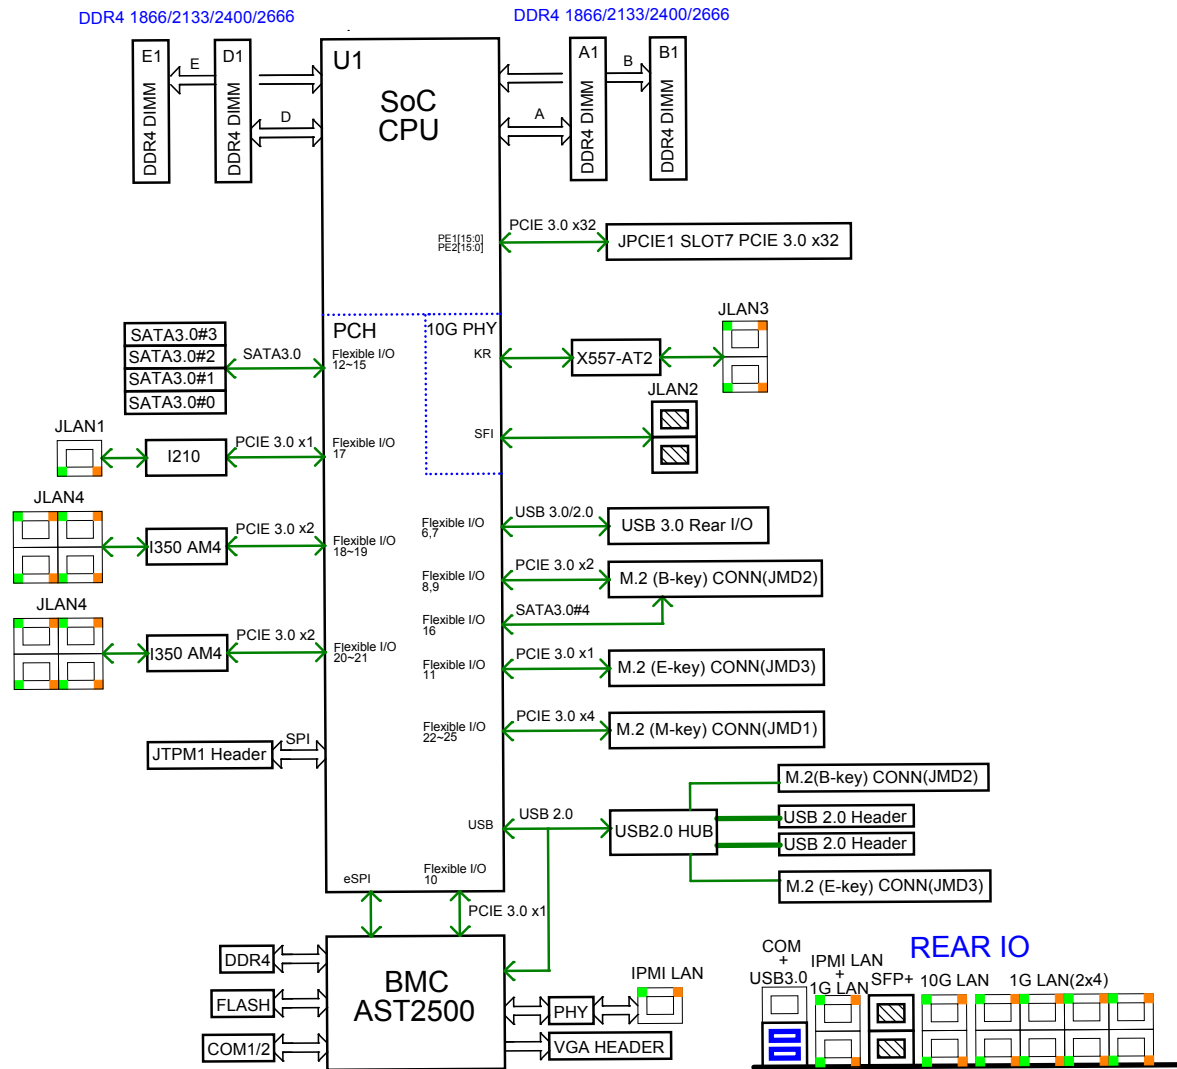 DDR4 1866/2133/2400/2666
DDR4 1866/2133/2400/2666
E1
DDR4 DIMM
E
D1
DDR4 DIMM
D
U1
SoC
CPU
A1
DDR4 DIMM
A
B
B1
DDR4 DIMM
PE1[15:0]
PE2[15:0]
PCIE 3.0 x32
JPCIE1 SLOT7 PCIE 3.0 x32
SATA3.0#3
SATA3.0#2
SATA3.0#1
SATA3.0#0
SATA3.0
PCH
Flexible I/O
12~15
10G PHY
KR
X557-AT2
JLAN3
JLAN2
SFI
JLAN1
I210
PCIE 3.0 x1
Flexible I/O
17
JLAN4
I350 AM4
PCIE 3.0 x2
Flexible I/O
18~19
Flexible I/O
6,7
USB 3.0/2.0
USB 3.0 Rear I/O
Flexible I/O
8,9
PCIE 3.0 x2
M.2 (B-key) CONN(JMD2)
Flexible I/O
16
SATA3.0#4
JLAN4
I350 AM4
PCIE 3.0 x2
Flexible I/O
20~21
Flexible I/O
11
PCIE 3.0 x1
M.2 (E-key) CONN(JMD3)
Flexible I/O
22~25
PCIE 3.0 x4
M.2 (M-key) CONN(JMD1)
JTPM1 Header
SPI
USB
USB 2.0
USB2.0 HUB
M.2(B-key) CONN(JMD2)
USB 2.0 Header
USB 2.0 Header
M.2 (E-key) CONN(JMD3)
eSPI
Flexible I/O
10
PCIE 3.0 x1
DDR4
FLASH
COM1/2
BMC
AST2500
PHY
IPMI LAN
VGA HEADER
REAR IO
COM
+
USB3.0
IPMI LAN
+
1G LAN
SFP+
10G LAN
1G LAN(2x4)